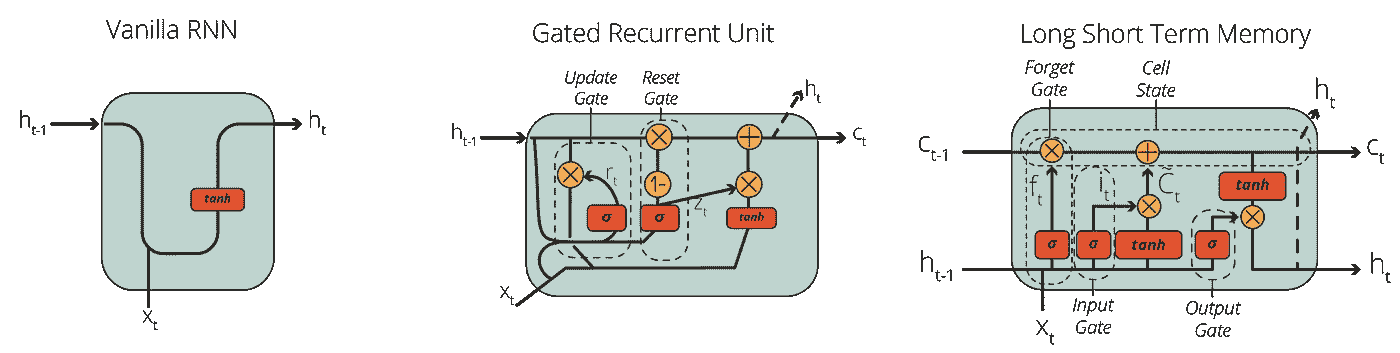 Vanilla RNN
h_{t-1}
h_t
tanh
x_t
Gated Recurrent Unit
Update
Gate
Reset
Gate
h_t
h_{t-1}
c_t
r_t
1-
z_t
σ
σ
tanh
x_t
Long Short Term Memory
Forget
Gate
Cell
State
h_t
C_{t-1}
C_t
f_t
i_t
C̃_t
tanh
σ
σ
tanh
σ
h_{t-1}
h_t
x_t
Input
Gate
Output
Gate